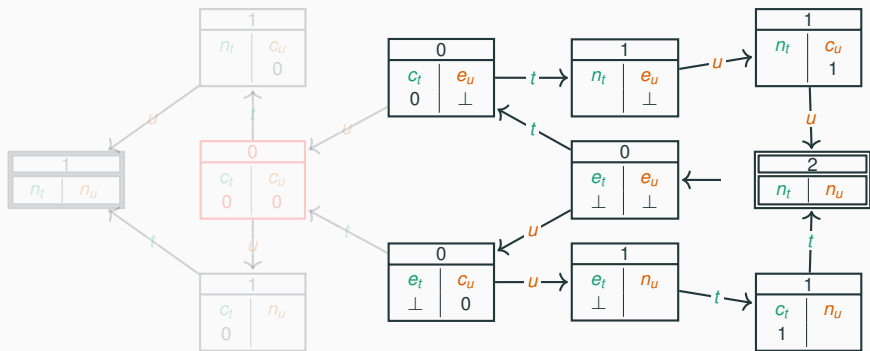 1
n_t c_u
0
0
c_t e_u
0 ⊥
1
n_t e_u
⊥
1
n_t c_u
1
u
t
u
t
u
u
t
1
n_t n_u
0
c_t c_u
0 0
0
e_t e_u
⊥ ⊥
2
n_t n_u
t
u
t
u
t
1
c_t n_u
0
0
e_t c_u
⊥ 0
u
1
e_t n_u
⊥
t
1
c_t n_u
1